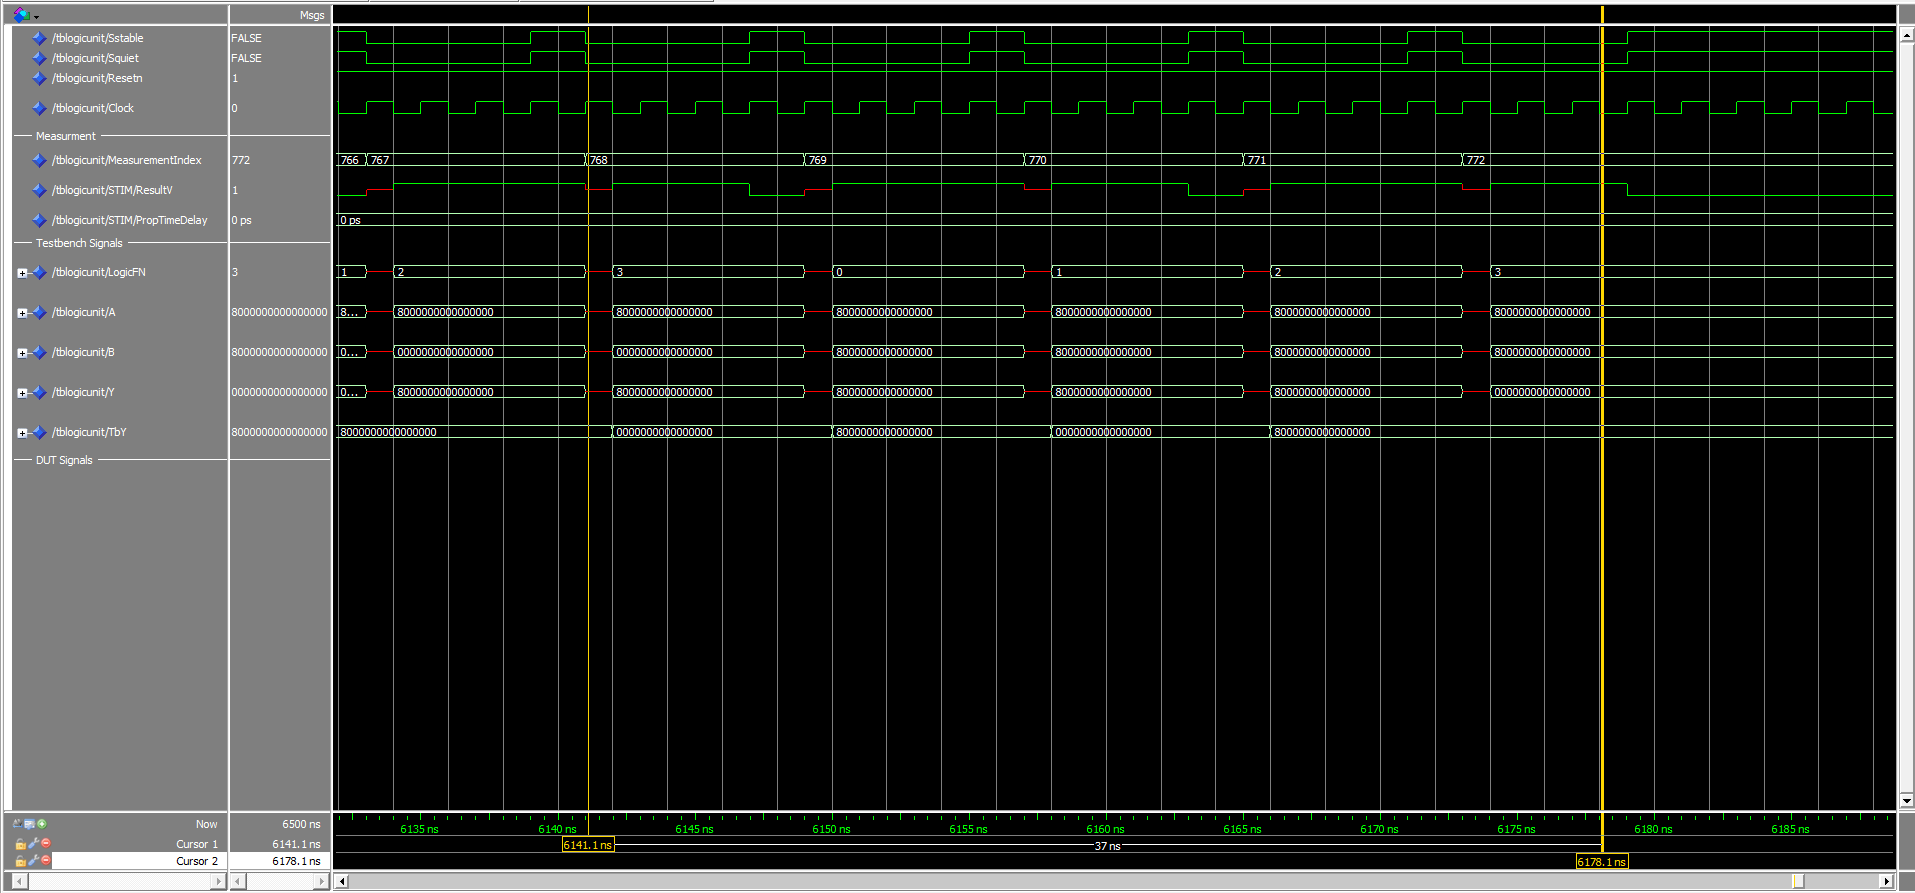 Msgs
/tblogicunit/Sstable FALSE
/tblogicunit/Squiet FALSE
/tblogicunit/Resetn 1
/tblogicunit/Clock 0
Measurment
/tblogicunit/MeasurementIndex 772 766 767 768 769 770 771 772
/tblogicunit/STIM/ResultV 1
/tblogicunit/STIM/PropTimeDelay 0 ps 0 ps
Testbench Signals
/tblogicunit/LogicFN 3 1 2 3 0 1 2 3
/tblogicunit/A 8000000000000000 8... 8000000000000000 8000000000000000 8000000000000000 8000000000000000 8000000000000000 8000000000000000
/tblogicunit/B 8000000000000000 0... 0000000000000000 0000000000000000 8000000000000000 8000000000000000 8000000000000000 8000000000000000
/tblogicunit/Y 0000000000000000 0... 8000000000000000 8000000000000000 8000000000000000 8000000000000000 8000000000000000 0000000000000000
/tblogicunit/TbY 8000000000000000 8000000000000000 0000000000000000 8000000000000000 0000000000000000 8000000000000000
DUT Signals
Now 6500 ns 6135 ns 6140 ns 6145 ns 6150 ns 6155 ns 6160 ns 6165 ns 6170 ns 6175 ns 6180 ns 6185 ns
Cursor 1 6141.1 ns 6141.1 ns 37 ns
Cursor 2 6178.1 ns 6178.1 ns